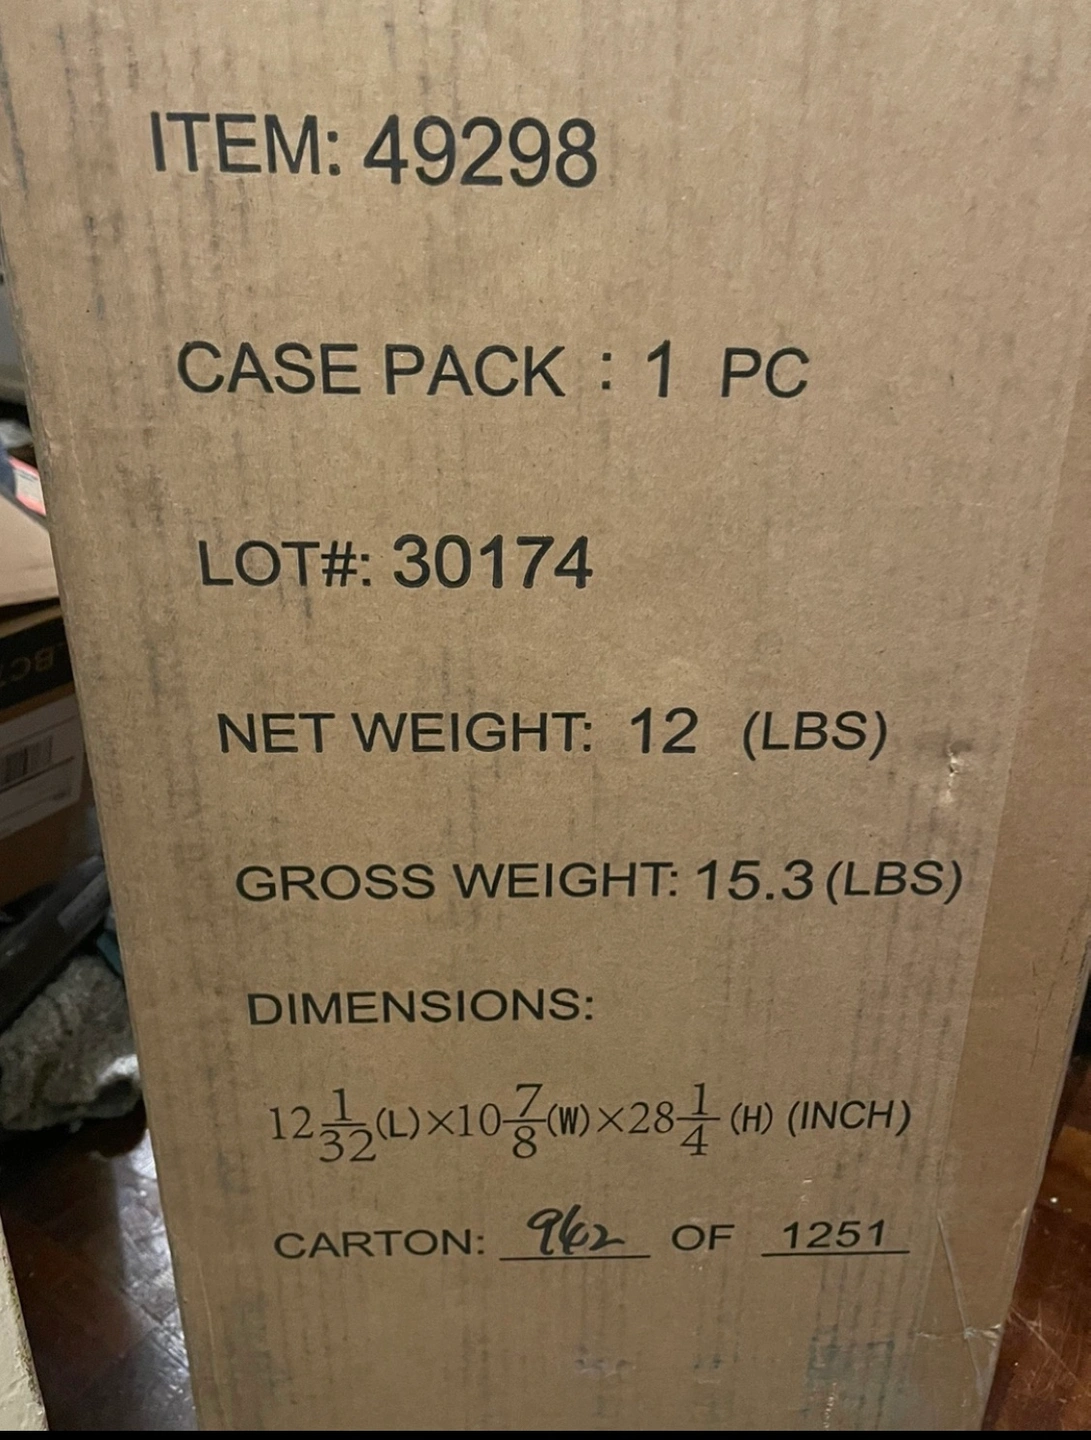 ITEM: 49298
CASE PACK : 1 PC
LOT#: 30174
NET WEIGHT: 12 (LBS)
GROSS WEIGHT: 15.3 (LBS)
DIMENSIONS:
12 1/32 (L)×10 7/8 (W)×28 1/4 (H) (INCH)
CARTON: 962 OF 1251